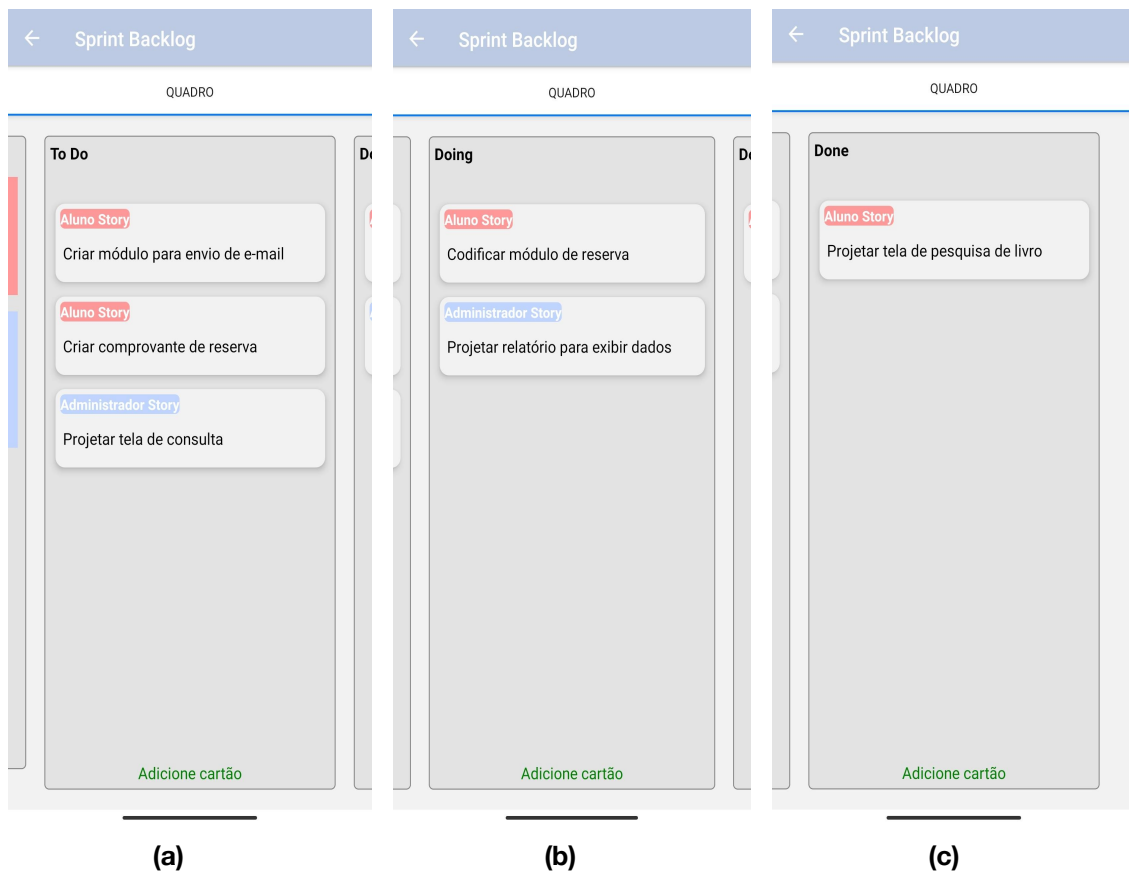 Sprint Backlog
QUADRO
To Do
Do
Aluno Story
Criar módulo para envio de e-mail
Aluno Story
Criar comprovante de reserva
Administrador Story
Projetar tela de consulta
Adicione cartão
(a)
Sprint Backlog
QUADRO
Doing
Do
Aluno Story
Codificar módulo de reserva
Administrador Story
Projetar relatório para exibir dados
Adicione cartão
(b)
Sprint Backlog
QUADRO
Done
Aluno Story
Projetar tela de pesquisa de livro
Adicione cartão
(c)